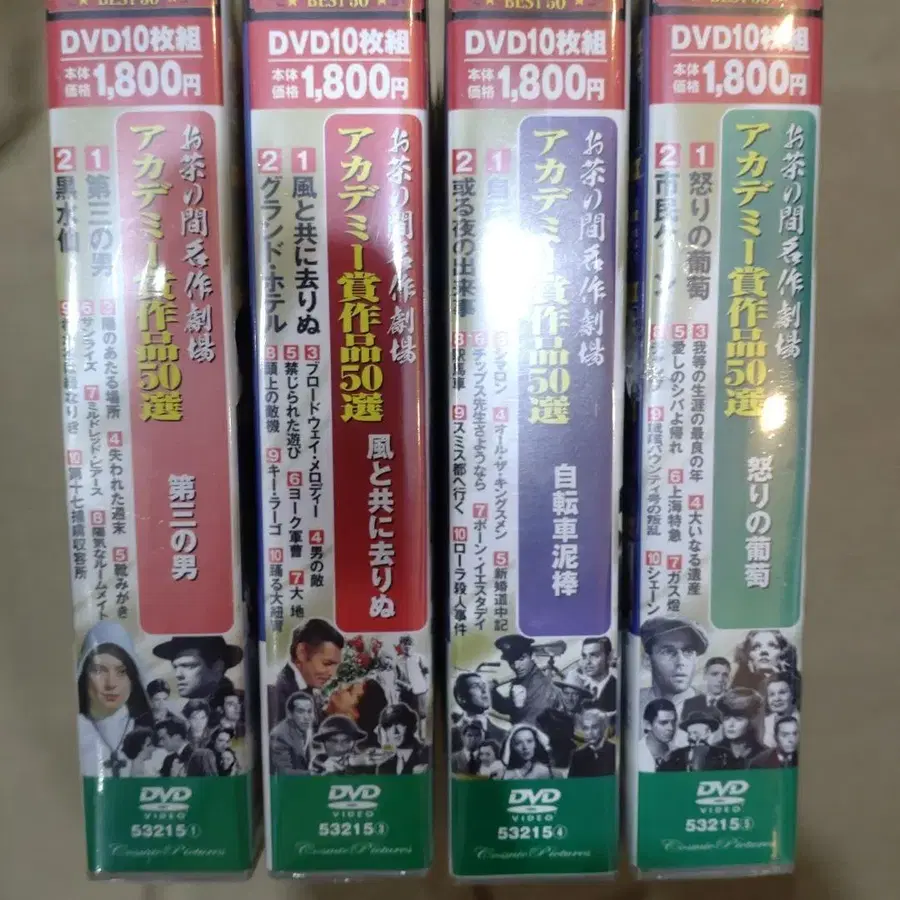 BEST 50
DVD10枚組
本体価格1,800円
お茶の間名作劇場
アカデミー賞作品50選
第三の男
1 第三の男
2 黒水仙
3 陽のあたる場所
4 失われた週末
5 靴みがき
6 サンライズ
7 ミルドレッド・ピアース
8 陽気なルームメイト
10 第十七捕虜収容所
DVD
VIDEO
53215①
Cosmic Pictures
BEST 50
DVD10枚組
本体価格1,800円
お茶の間名作劇場
アカデミー賞作品50選
風と共に去りぬ
1 風と共に去りぬ
2 グランド・ホテル
3 ブロードウェイ・メロディー
4 男の敵
5 禁じられた遊び
6 ヨーク軍曹
7 大地
8 頭上の敵機
9 キー・ラーゴ
10 踊る大紐育
DVD
VIDEO
53215③
Cosmic Pictures
BEST 50
DVD10枚組
本体価格1,800円
お茶の間名作劇場
アカデミー賞作品50選
自転車泥棒
1 自
2 或る夜の出来事
3 シマロン
4 オール・ザ・キングスメン
5 新婚道中記
6 チップス先生さようなら
7 ボーン・イエスタデイ
8 駅馬車
9 スミス都へ行く
10 ローラ殺人事件
DVD
VIDEO
53215④
Cosmic Pictures
BEST 50
DVD10枚組
本体価格1,800円
お茶の間名作劇場
アカデミー賞作品50選
怒りの葡萄
1 怒りの葡萄
2 市民ケーン
3 我等の生涯の最良の年
4 大いなる遺産
5 愛しのシバよ帰れ
6 上海特急
7 ガス燈
9 戦艦バウンティ号の叛乱
10 シェーン
DVD
VIDEO
53215⑤
Cosmic Pictures